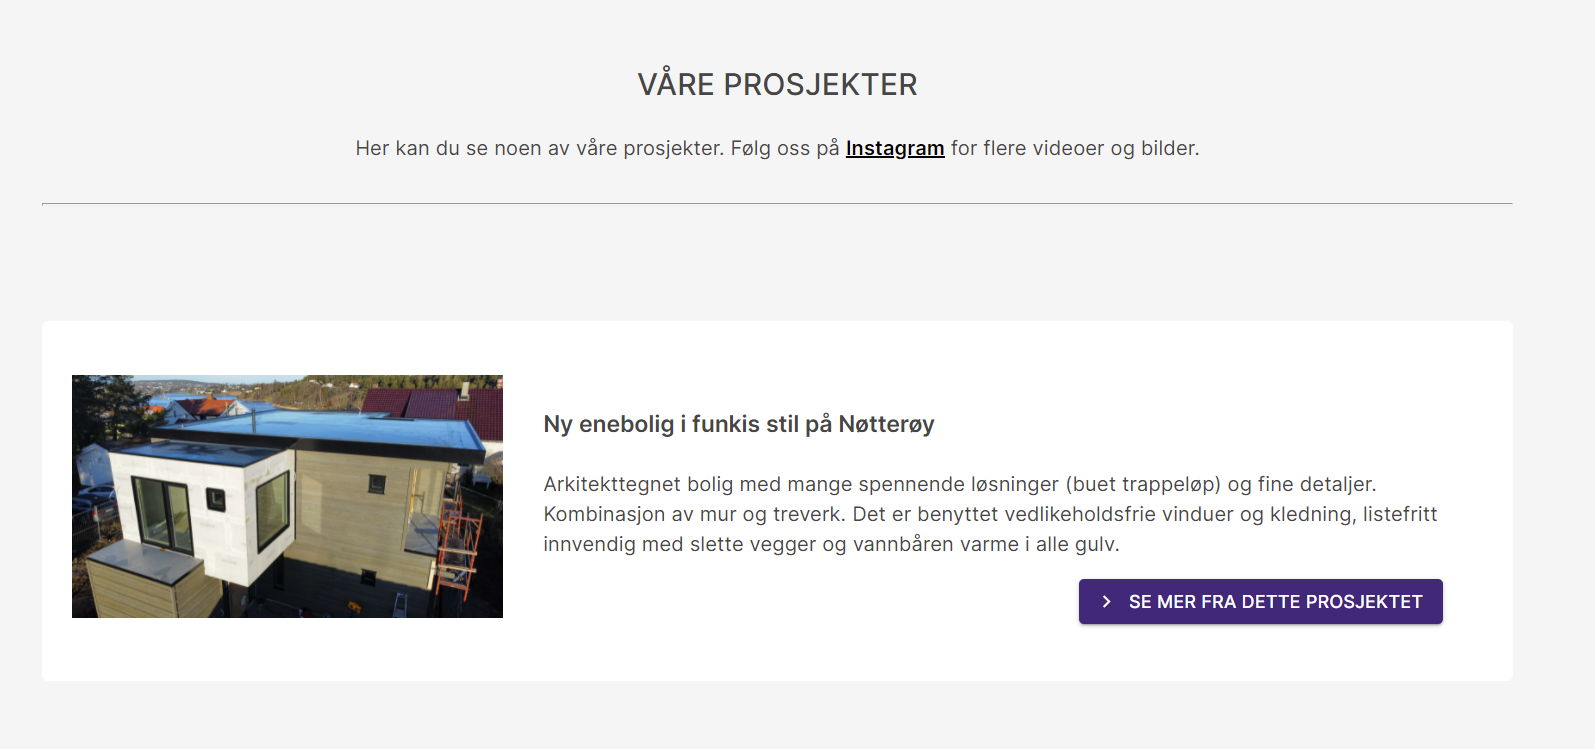 VÅRE PROSJEKTER
Her kan du se noen av våre prosjekter. Følg oss på Instagram for flere videoer og bilder.
Ny enebolig i funkis stil på Nøtterøy
Arkitekttegnet bolig med mange spennende løsninger (buet trappeløp) og fine detaljer.
Kombinasjon av mur og treverk. Det er benyttet vedlikeholdsfrie vinduer og kledning, listefritt
innvendig med slette vegger og vannbåren varme i alle gulv.
SE MER FRA DETTE PROSJEKTET